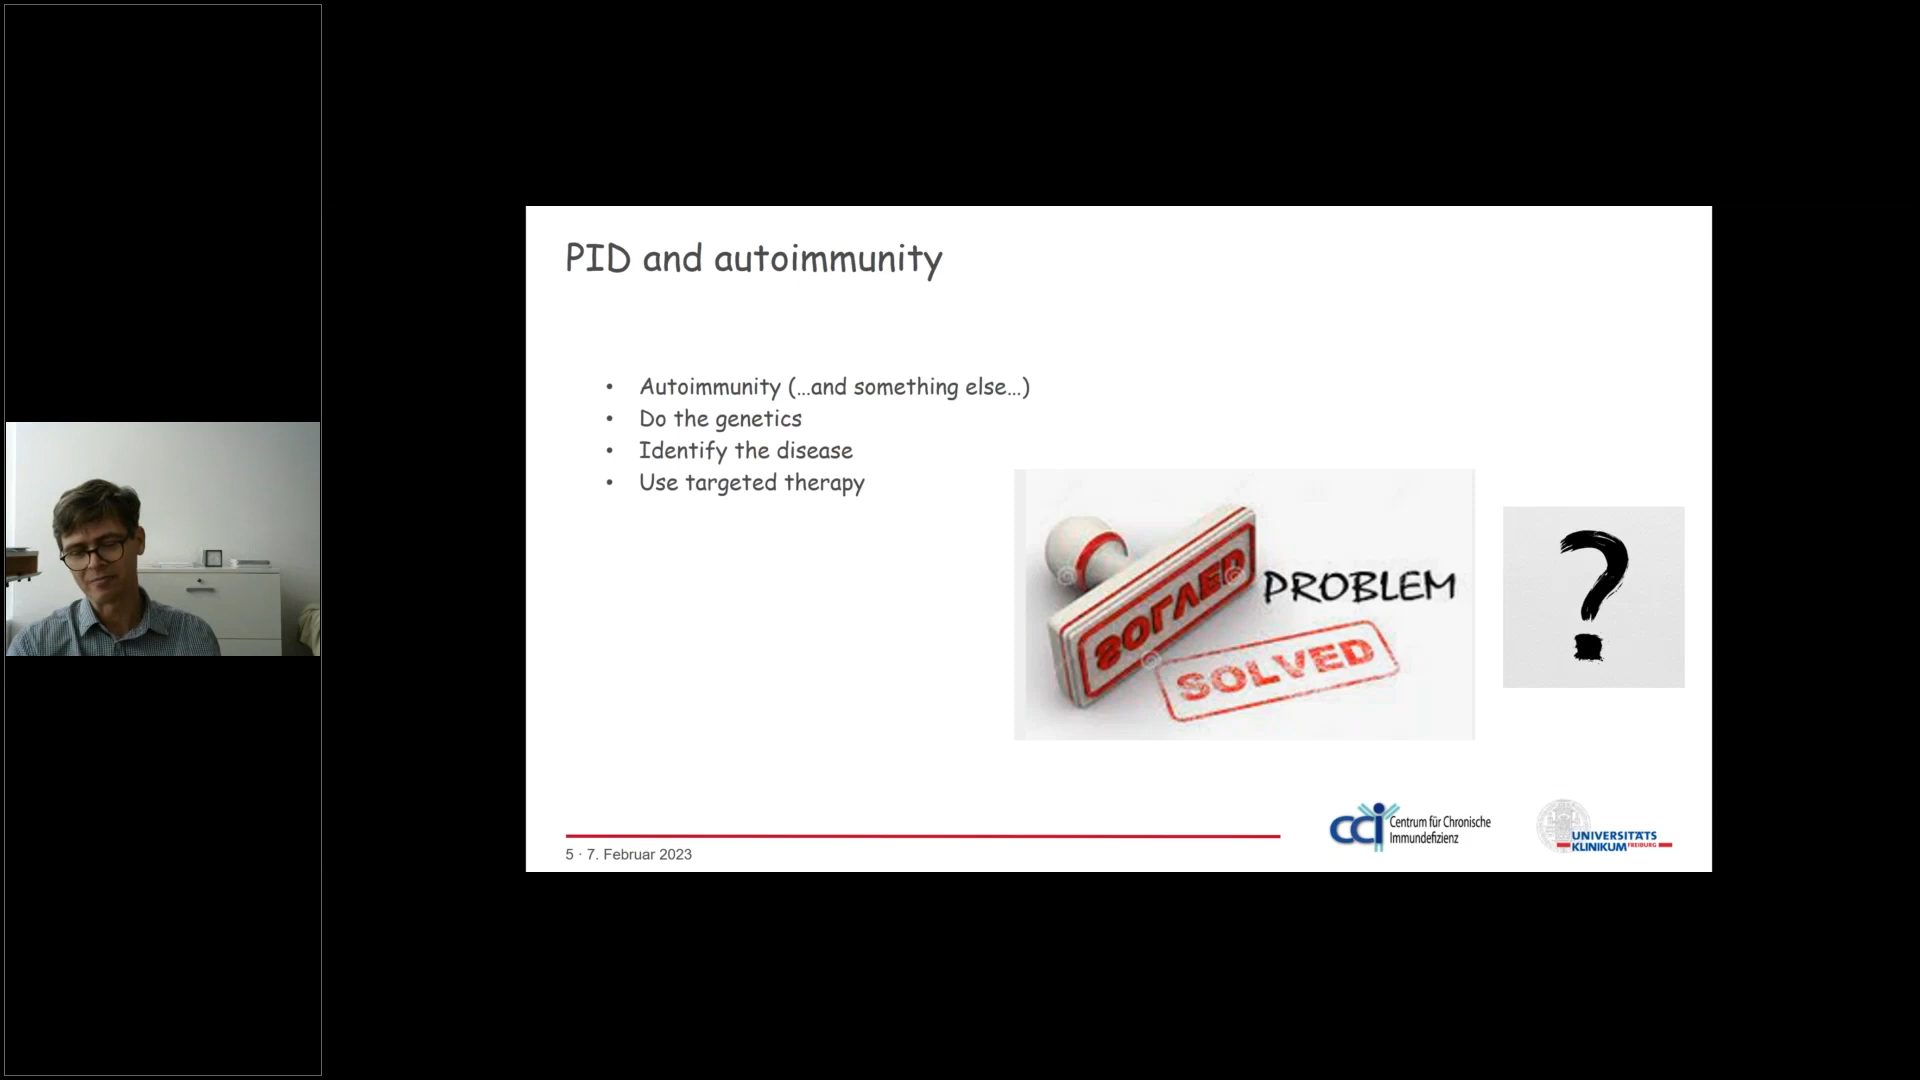 PID and autoimmunity
• Autoimmunity (...and something else...)
• Do the genetics
• Identify the disease
• Use targeted therapy
SOLVED
PROBLEM
SOLVED
?
5 · 7. Februar 2023
cci Centrum für Chronische
Immundefizienz
UNIVERSITÄTS
KLINIKUM FREIBURG